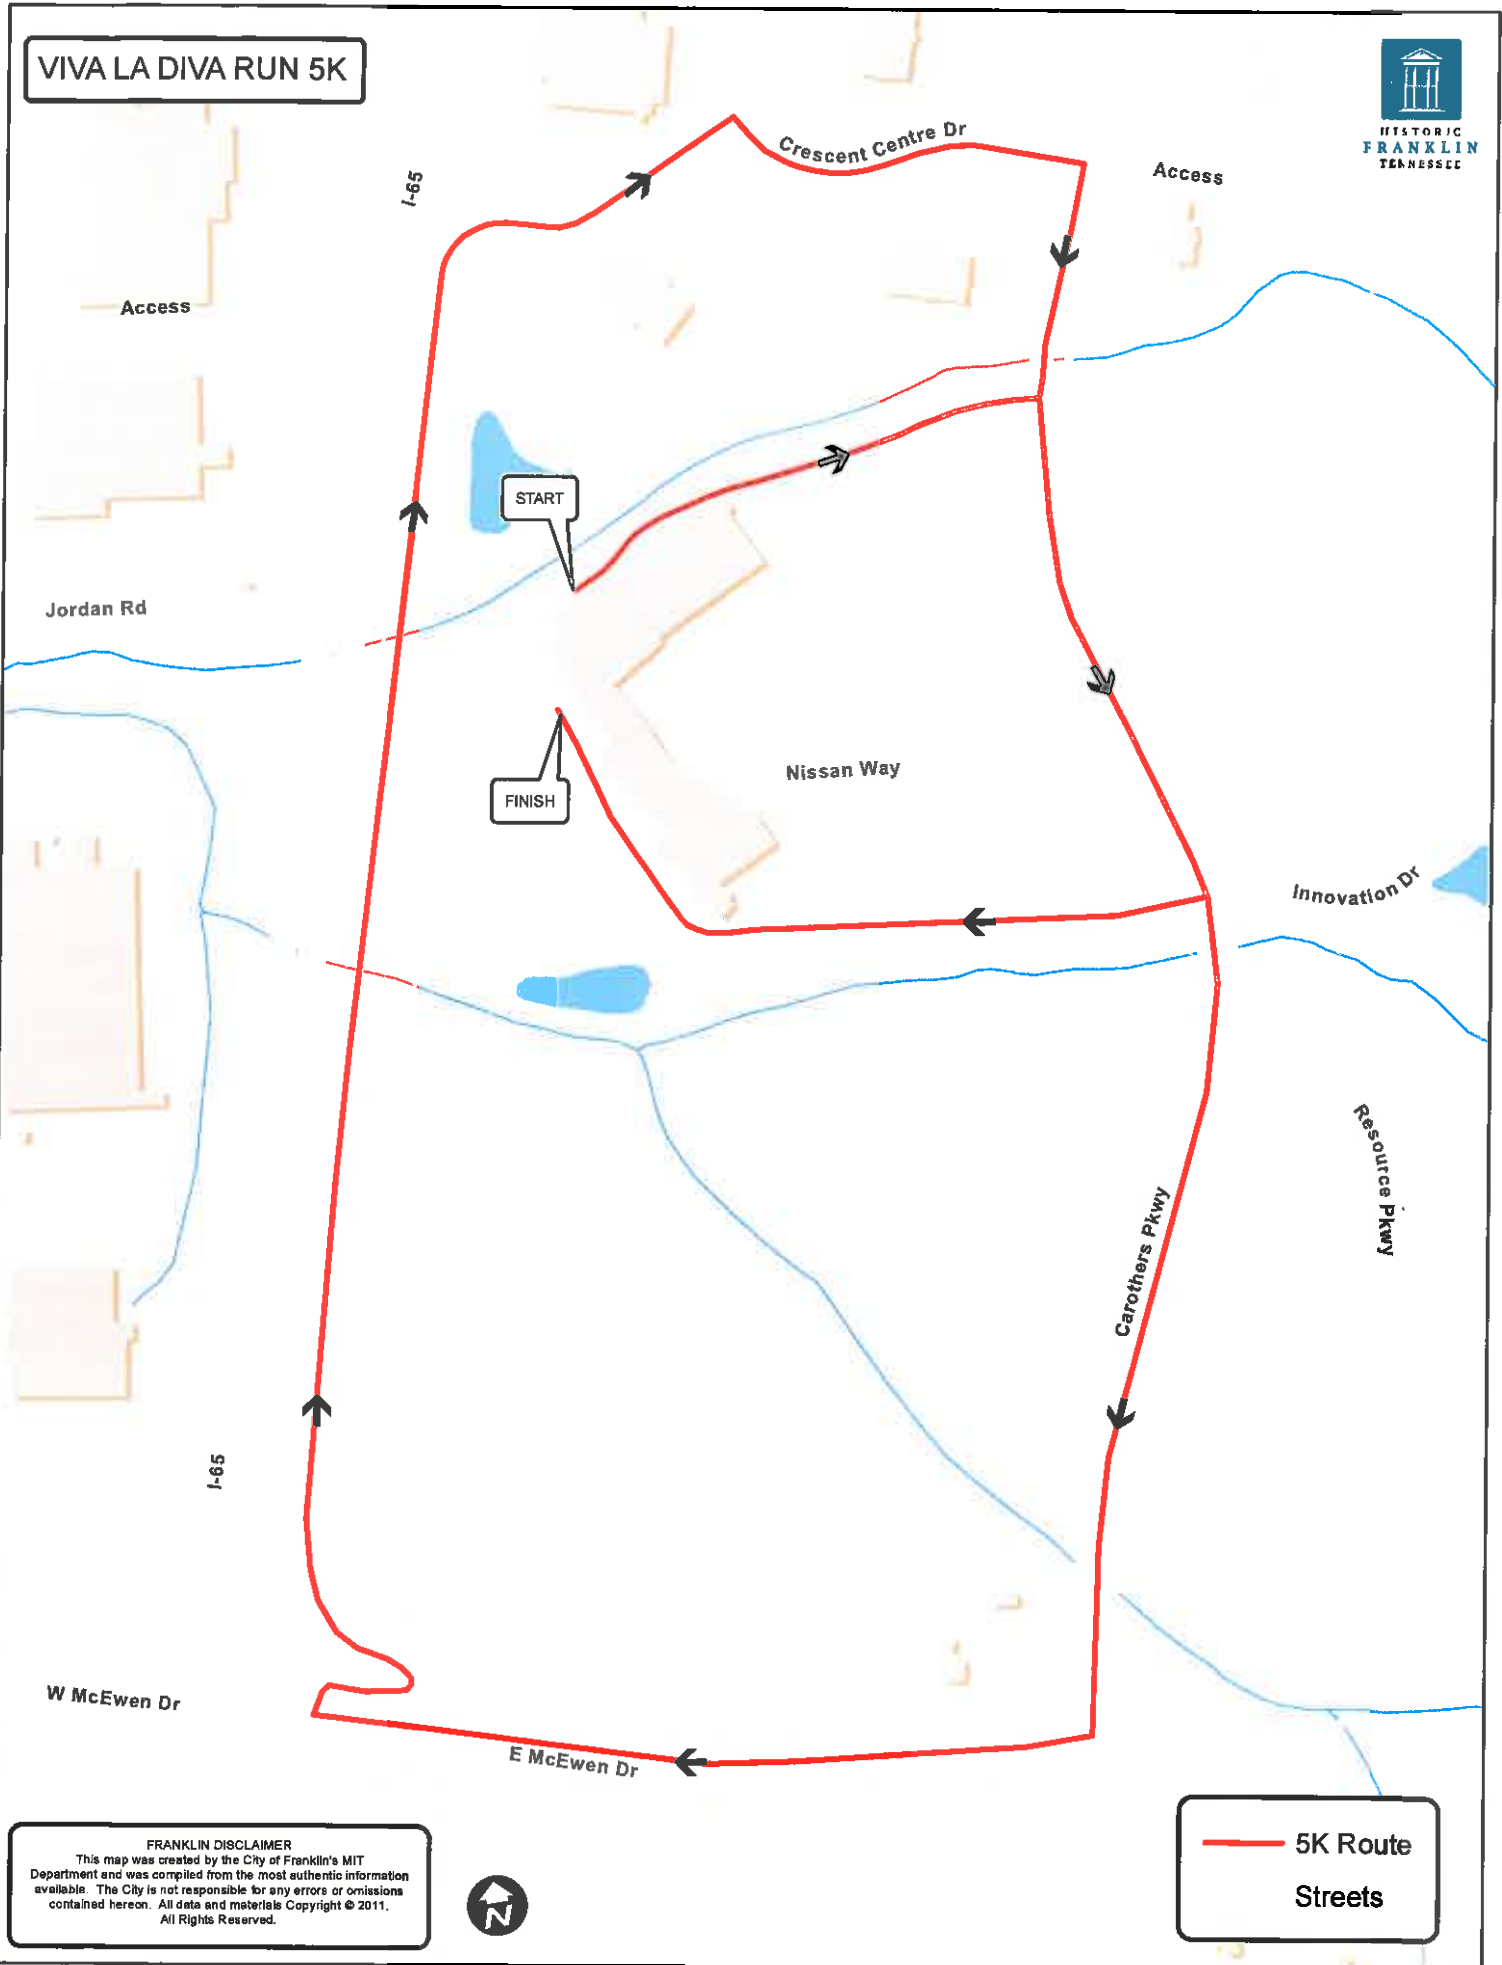 VIVA LA DIVA RUN 5K
HISTORIC
FRANKLIN
TENNESSEE
Crescent Centre Dr
Access
I-65
Access
START
Jordan Rd
Nissan Way
FINISH
Innovation Dr
Resource Pkwy
Carothers Pkwy
I-65
W McEwen Dr
E McEwen Dr
FRANKLIN DISCLAIMER
This map was created by the City of Franklin's MIT
Department and was compiled from the most authentic information
available. The City is not responsible for any errors or omissions
contained hereon. All data and materials Copyright © 2011.
All Rights Reserved.
N
5K Route
Streets